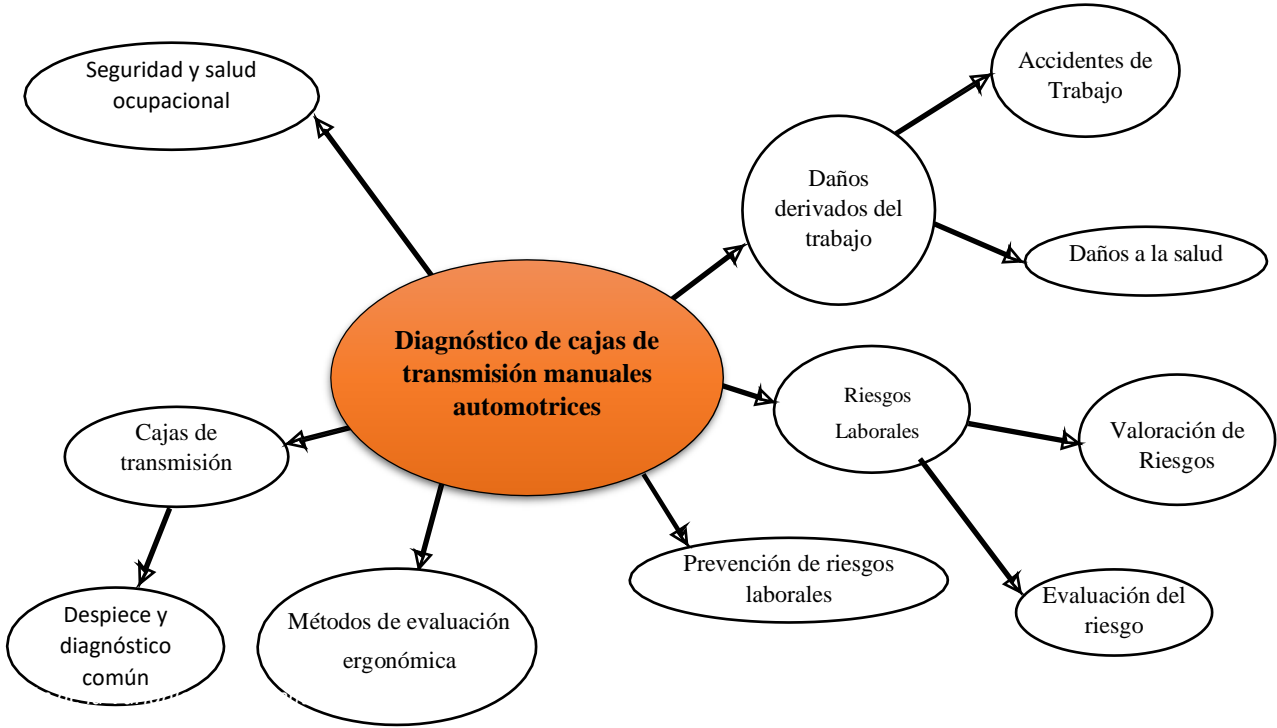 Seguridad y salud
ocupacional
Accidentes de
Trabajo
Daños
derivados del
trabajo
Daños a la salud
Diagnóstico de cajas de
transmisión manuales
automotrices
Riesgos
Laborales
Valoración de
Riesgos
Cajas de
transmisión
Prevención de riesgos
laborales
Evaluación del
riesgo
Despiece y
diagnóstico
común
Métodos de evaluación
ergonómica